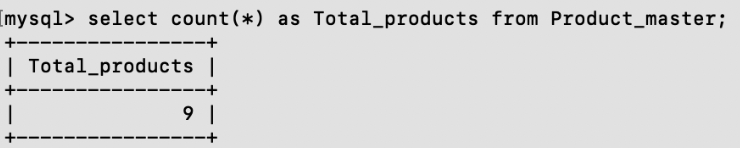 [mysql> select count(*) as Total_products from Product_master;
+----------------+
| Total_products |
+----------------+
|              9 |
+----------------+